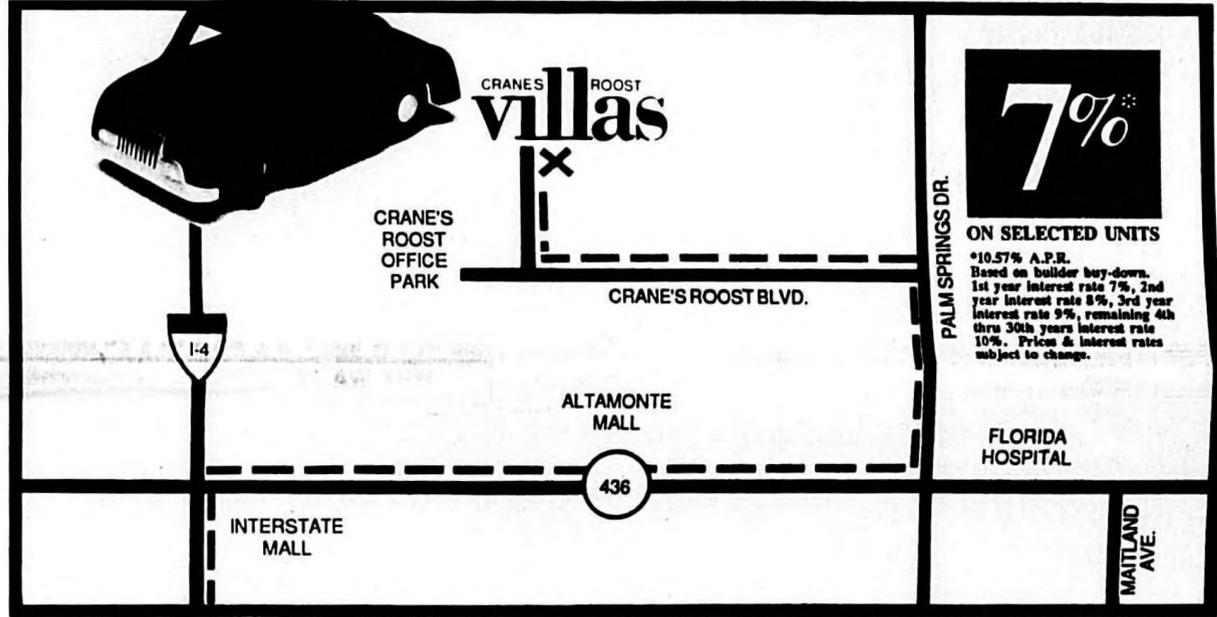 CRANES ROOST
villas
CRANE'S
ROOST
OFFICE
PARK
CRANE'S ROOST BLVD.
PALM SPRINGS DR.
7%*
ON SELECTED UNITS
*10.57% A.P.R.
Based on builder buy-down.
1st year interest rate 7%, 2nd
year interest rate 8%, 3rd year
interest rate 9%, remaining 4th
thru 30th years interest rate
10%. Prices & interest rates
subject to change.
I-4
ALTAMONTE
MALL
436
FLORIDA
HOSPITAL
INTERSTATE
MALL
MAITLAND
AVE.